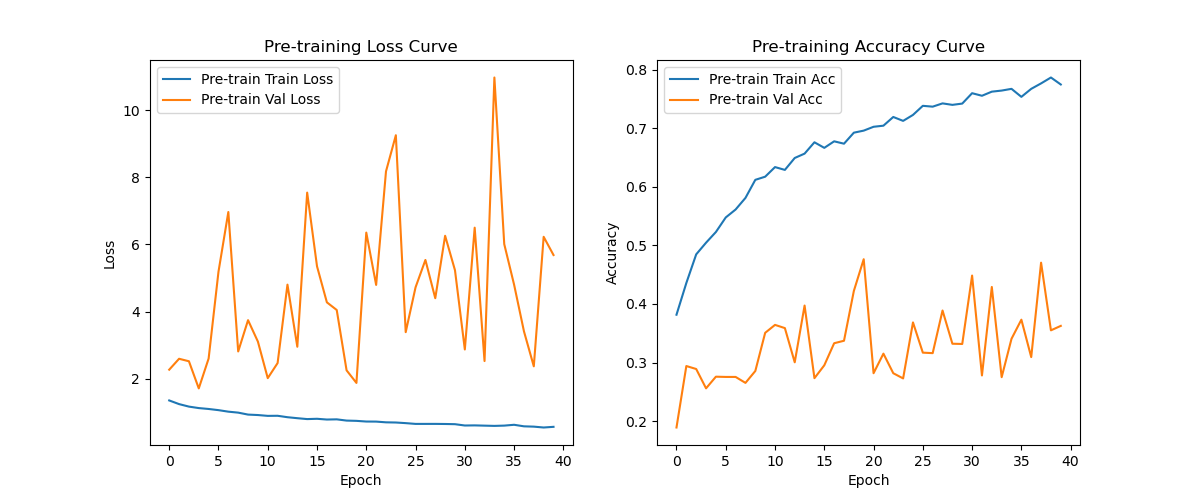 Pre-training Loss Curve
Pre-train Train Loss
Pre-train Val Loss
10
8
6
4
2
Loss
0 5 10 15 20 25 30 35 40
Epoch
Pre-training Accuracy Curve
Pre-train Train Acc
Pre-train Val Acc
0.8
0.7
0.6
0.5
0.4
0.3
0.2
Accuracy
0 5 10 15 20 25 30 35 40
Epoch